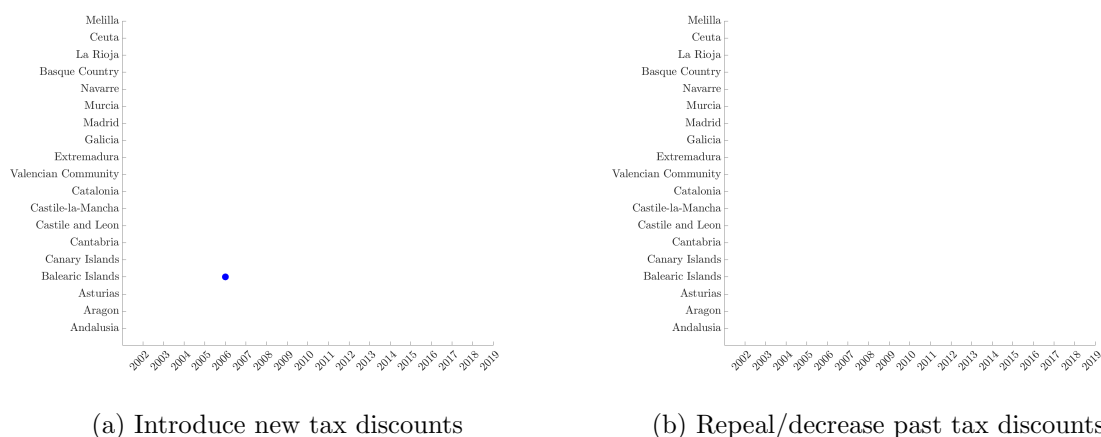 Melilla
Ceuta
La Rioja
Basque Country
Navarre
Murcia
Madrid
Galicia
Extremadura
Valencian Community
Catalonia
Castile-la-Mancha
Castile and Leon
Cantabria
Canary Islands
Balearic Islands
Asturias
Aragon
Andalusia
2002 2003 2004 2005 2006 2007 2008 2009 2010 2011 2012 2013 2014 2015 2016 2017 2018 2019
(a) Introduce new tax discounts
Melilla
Ceuta
La Rioja
Basque Country
Navarre
Murcia
Madrid
Galicia
Extremadura
Valencian Community
Catalonia
Castile-la-Mancha
Castile and Leon
Cantabria
Canary Islands
Balearic Islands
Asturias
Aragon
Andalusia
2002 2003 2004 2005 2006 2007 2008 2009 2010 2011 2012 2013 2014 2015 2016 2017 2018 2019
(b) Repeal/decrease past tax discounts